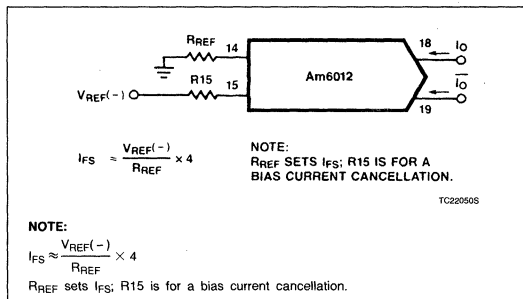 RREF 14 18 IO
Am6012
R15 15 IO
VREF(-) 19
IFS ≈ VREF(-) / RREF × 4
NOTE:
RREF SETS IFS; R15 IS FOR A
BIAS CURRENT CANCELLATION.
TC22050S
NOTE:
IFS ≈ VREF(-) / RREF × 4
RREF sets IFS; R15 is for a bias current cancellation.